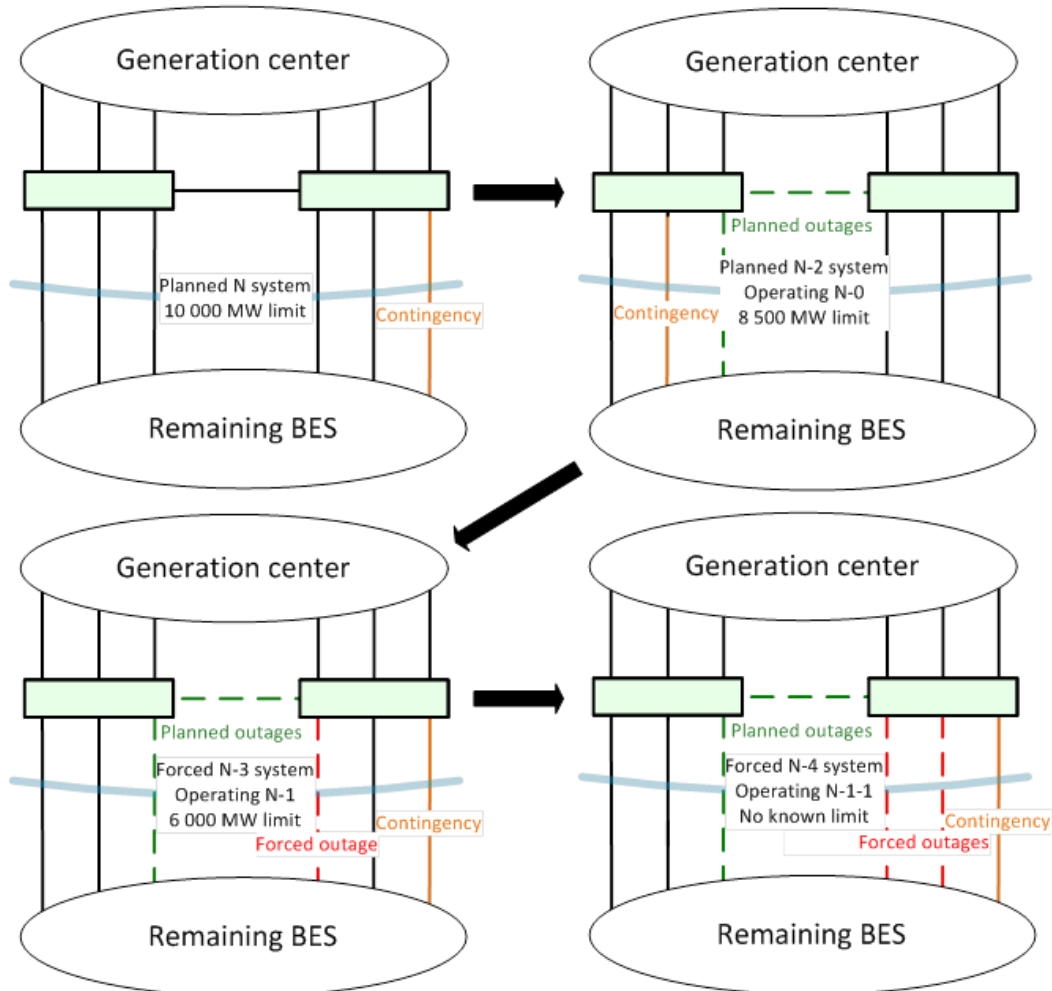 Generation center
Planned N system
10 000 MW limit
Contingency
Remaining BES
Generation center
Planned outages
Planned N-2 system
Operating N-0
8 500 MW limit
Contingency
Remaining BES
Generation center
Planned outages
Forced N-3 system
Operating N-1
6 000 MW limit
Contingency
Forced outage
Remaining BES
Generation center
Planned outages
Forced N-4 system
Operating N-1-1
No known limit
Contingency
Forced outages
Remaining BES